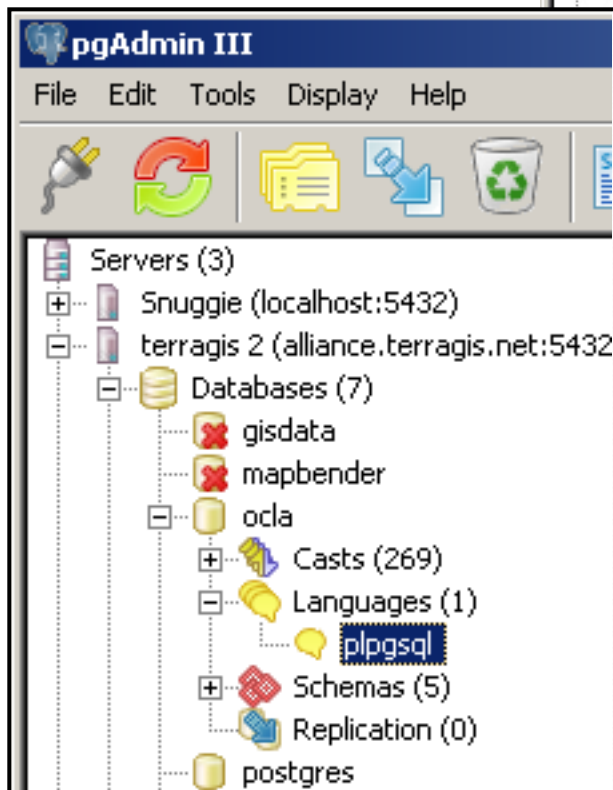 pgAdmin III
File Edit Tools Display Help
Servers (3)
Snuggie (localhost:5432)
terragis 2 (alliance.terragis.net:5432
Databases (7)
gisdata
mapbender
ocla
Casts (269)
Languages (1)
plpgsql
Schemas (5)
Replication (0)
postgres